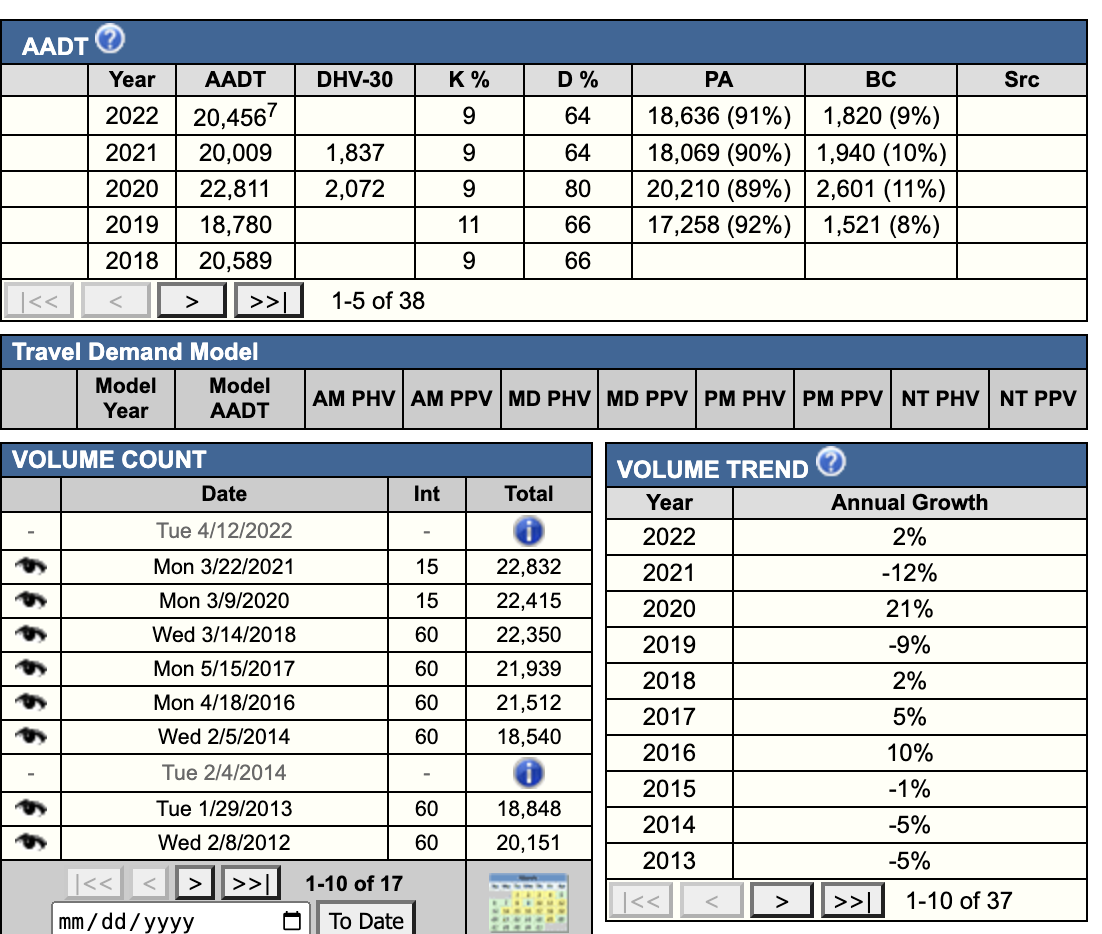 AADT ?
Year AADT DHV-30 K % D % PA BC Src
2022 20,456⁷ 9 64 18,636 (91%) 1,820 (9%)
2021 20,009 1,837 9 64 18,069 (90%) 1,940 (10%)
2020 22,811 2,072 9 80 20,210 (89%) 2,601 (11%)
2019 18,780 11 66 17,258 (92%) 1,521 (8%)
2018 20,589 9 66
|<< < > >>| 1-5 of 38
Travel Demand Model
Model Year Model AADT AM PHV AM PPV MD PHV MD PPV PM PHV PM PPV NT PHV NT PPV
VOLUME COUNT
Date Int Total
- Tue 4/12/2022 - i
Mon 3/22/2021 15 22,832
Mon 3/9/2020 15 22,415
Wed 3/14/2018 60 22,350
Mon 5/15/2017 60 21,939
Mon 4/18/2016 60 21,512
Wed 2/5/2014 60 18,540
- Tue 2/4/2014 - i
Tue 1/29/2013 60 18,848
Wed 2/8/2012 60 20,151
|<< < > >>| 1-10 of 17
mm/dd/yyyy To Date
VOLUME TREND ?
Year Annual Growth
2022 2%
2021 -12%
2020 21%
2019 -9%
2018 2%
2017 5%
2016 10%
2015 -1%
2014 -5%
2013 -5%
|<< < > >>| 1-10 of 37